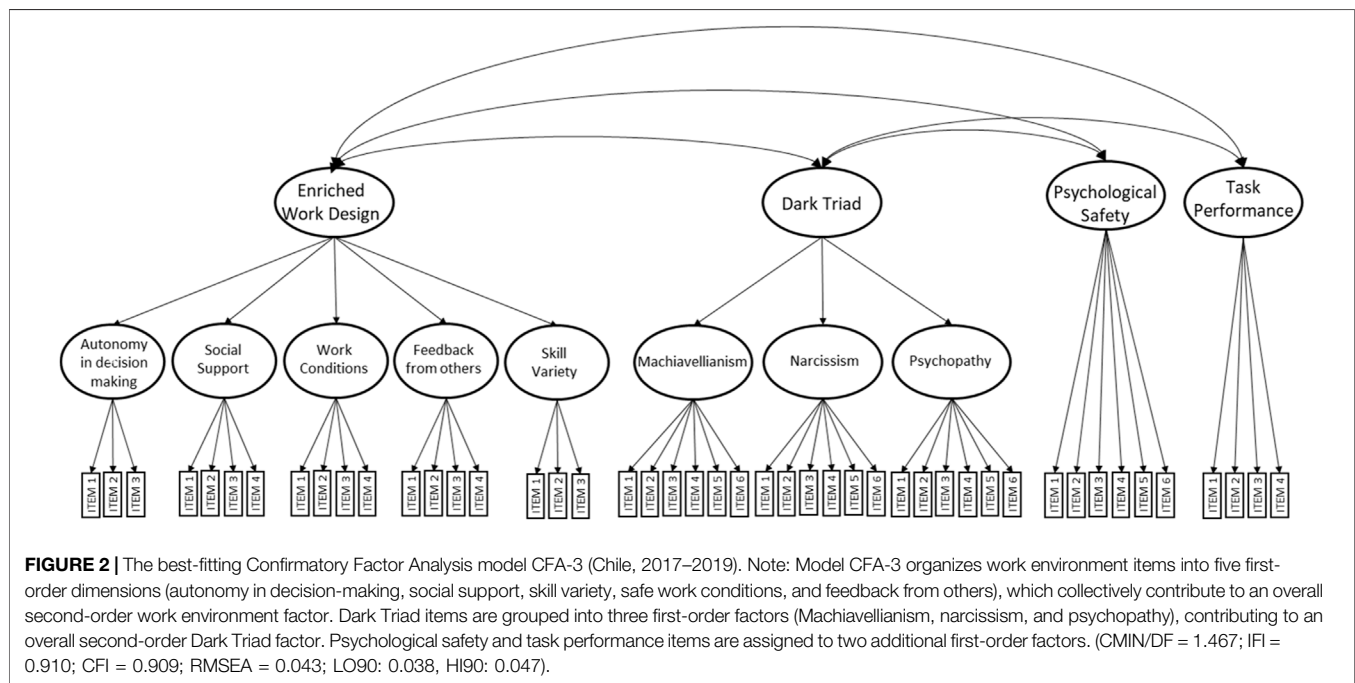 Enriched
Work Design
Dark Triad
Psychological
Safety
Task
Performance
Autonomy
in decision
making
Social
Support
Work
Conditions
Feedback
from others
Skill
Variety
Machiavellianism
Narcissism
Psychopathy
ITEM 1
ITEM 2
ITEM 3
ITEM 1
ITEM 2
ITEM 3
ITEM 4
ITEM 1
ITEM 2
ITEM 3
ITEM 4
ITEM 1
ITEM 2
ITEM 3
ITEM 4
ITEM 1
ITEM 2
ITEM 3
ITEM 1
ITEM 2
ITEM 3
ITEM 4
ITEM 5
ITEM 6
ITEM 1
ITEM 2
ITEM 3
ITEM 4
ITEM 5
ITEM 6
ITEM 1
ITEM 2
ITEM 3
ITEM 4
ITEM 5
ITEM 6
ITEM 1
ITEM 2
ITEM 3
ITEM 4
ITEM 5
ITEM 6
ITEM 1
ITEM 2
ITEM 3
ITEM 4
FIGURE 2 | The best-fitting Confirmatory Factor Analysis model CFA-3 (Chile, 2017–2019). Note: Model CFA-3 organizes work environment items into five first-
order dimensions (autonomy in decision-making, social support, skill variety, safe work conditions, and feedback from others), which collectively contribute to an overall
second-order work environment factor. Dark Triad items are grouped into three first-order factors (Machiavellianism, narcissism, and psychopathy), contributing to an
overall second-order Dark Triad factor. Psychological safety and task performance items are assigned to two additional first-order factors. (CMIN/DF = 1.467; IFI =
0.910; CFI = 0.909; RMSEA = 0.043; LO90: 0.038, HI90: 0.047).